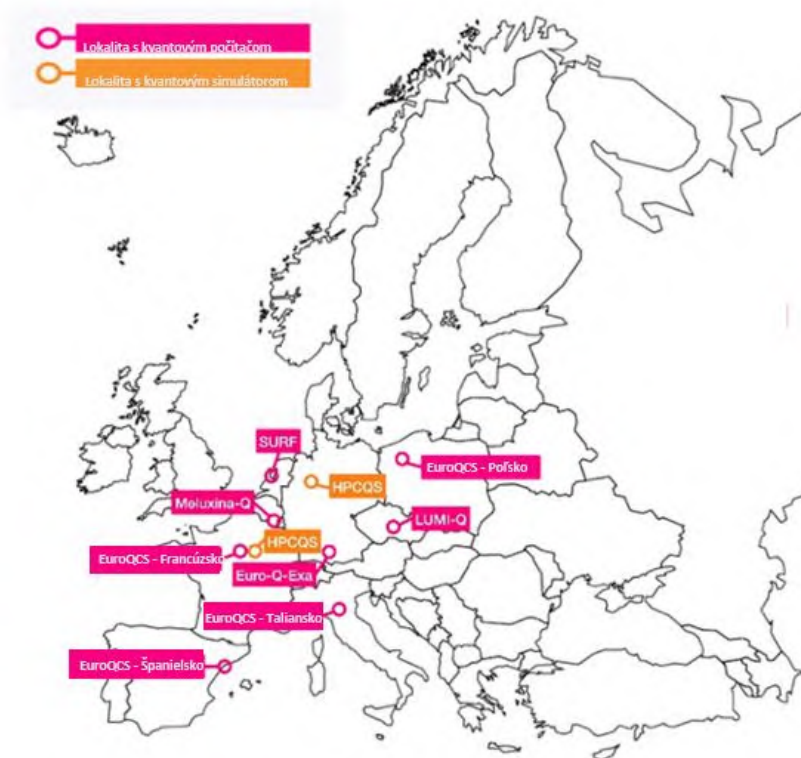 Lokalita s kvantovým počítačom
Lokalita s kvantovým simulátorom
SURF
EuroQCS - Poľsko
HPCQS
Meluxina-Q
LUMI-Q
HPCQS
EuroQCS - Francúzsko
Euro-Q-Exa
EuroQCS - Taliansko
EuroQCS - Španielsko